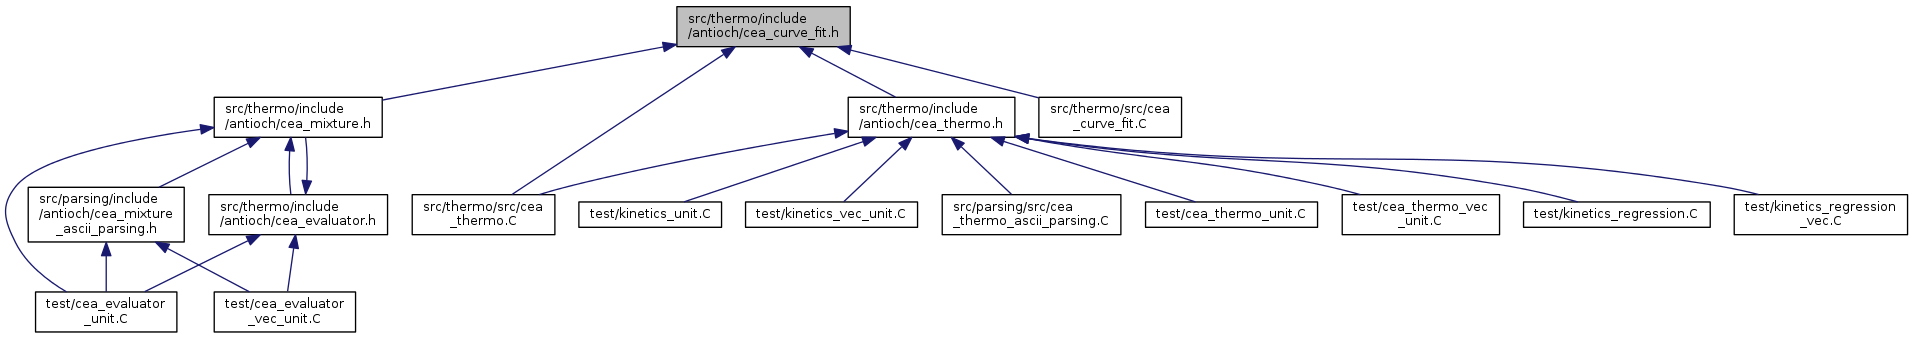 src/thermo/include
/antioch/cea_curve_fit.h
src/thermo/include
/antioch/cea_mixture.h
src/thermo/include
/antioch/cea_thermo.h
src/thermo/src/cea
_curve_fit.C
src/parsing/include
/antioch/cea_mixture
_ascii_parsing.h
src/thermo/include
/antioch/cea_evaluator.h
src/thermo/src/cea
_thermo.C
test/kinetics_unit.C
test/kinetics_vec_unit.C
src/parsing/src/cea
_thermo_ascii_parsing.C
test/cea_thermo_unit.C
test/cea_thermo_vec
_unit.C
test/kinetics_regression.C
test/kinetics_regression
_vec.C
test/cea_evaluator
_unit.C
test/cea_evaluator
_vec_unit.C